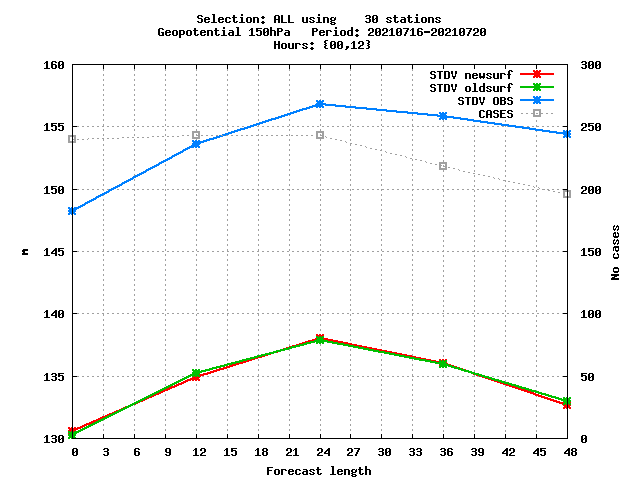 Selection: ALL using    30 stations
Geopotential 150hPa   Period: 20210716-20210720
Hours: {00,12}
160 300
STDV newsurf
STDV oldsurf
STDV OBS
CASES
155 250
150 200
m 145 150 No cases
140 100
135 50
130 0
0 3 6 9 12 15 18 21 24 27 30 33 36 39 42 45 48
Forecast length